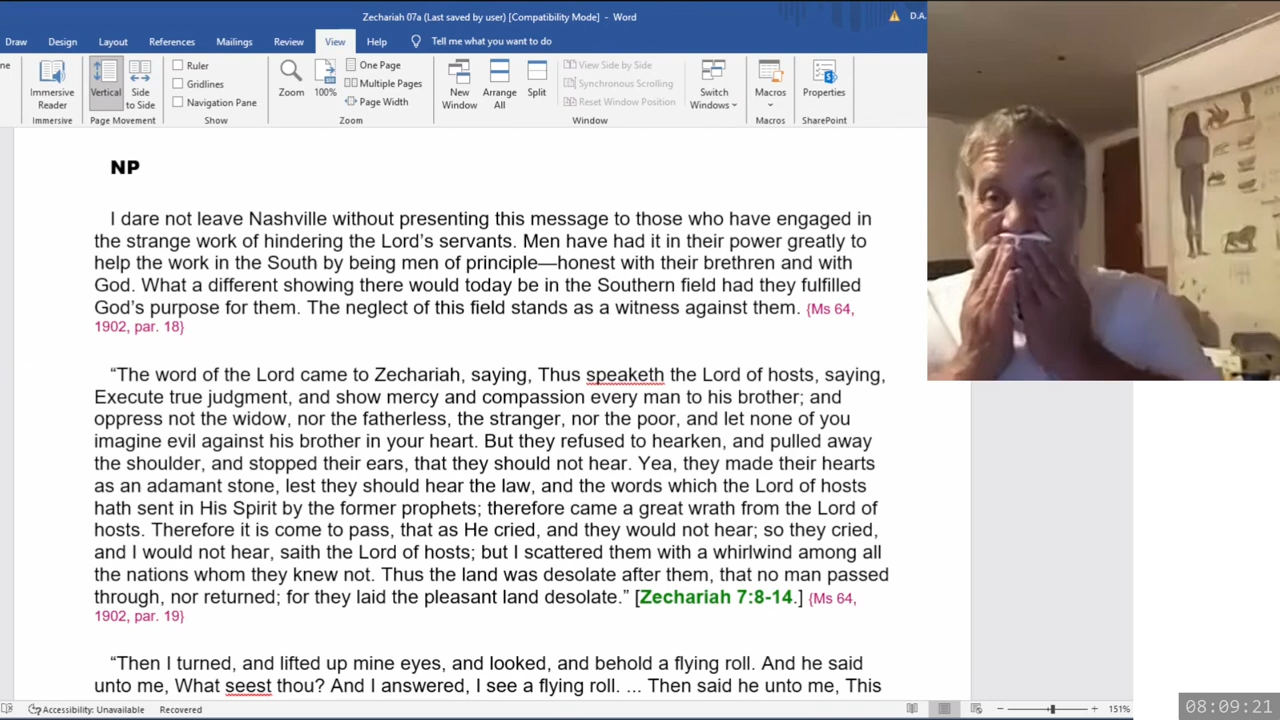 Zechariah 07a (Last saved by user) [Compatibility Mode] - Word
D.A.
Draw Design Layout References Mailings Review View Help Tell me what you want to do
Immersive Reader
Immersive
Vertical
Side to Side
Page Movement
Ruler
Gridlines
Navigation Pane
Show
Zoom
100%
One Page
Multiple Pages
Page Width
Zoom
New Window
Arrange All
Split
View Side by Side
Synchronous Scrolling
Reset Window Position
Window
Switch Windows
Macros
Macros
Properties
SharePoint
NP
I dare not leave Nashville without presenting this message to those who have engaged in
the strange work of hindering the Lord’s servants. Men have had it in their power greatly to
help the work in the South by being men of principle—honest with their brethren and with
God. What a different showing there would today be in the Southern field had they fulfilled
God’s purpose for them. The neglect of this field stands as a witness against them. {Ms 64,
1902, par. 18}
“The word of the Lord came to Zechariah, saying, Thus speaketh the Lord of hosts, saying,
Execute true judgment, and show mercy and compassion every man to his brother; and
oppress not the widow, nor the fatherless, the stranger, nor the poor, and let none of you
imagine evil against his brother in your heart. But they refused to hearken, and pulled away
the shoulder, and stopped their ears, that they should not hear. Yea, they made their hearts
as an adamant stone, lest they should hear the law, and the words which the Lord of hosts
hath sent in His Spirit by the former prophets; therefore came a great wrath from the Lord of
hosts. Therefore it is come to pass, that as He cried, and they would not hear; so they cried,
and I would not hear, saith the Lord of hosts; but I scattered them with a whirlwind among all
the nations whom they knew not. Thus the land was desolate after them, that no man passed
through, nor returned; for they laid the pleasant land desolate.” [Zechariah 7:8-14.] {Ms 64,
1902, par. 19}
“Then I turned, and lifted up mine eyes, and looked, and behold a flying roll. And he said
unto me, What seest thou? And I answered, I see a flying roll. ... Then said he unto me, This
Accessibility: Unavailable Recovered 151%
08:09:21